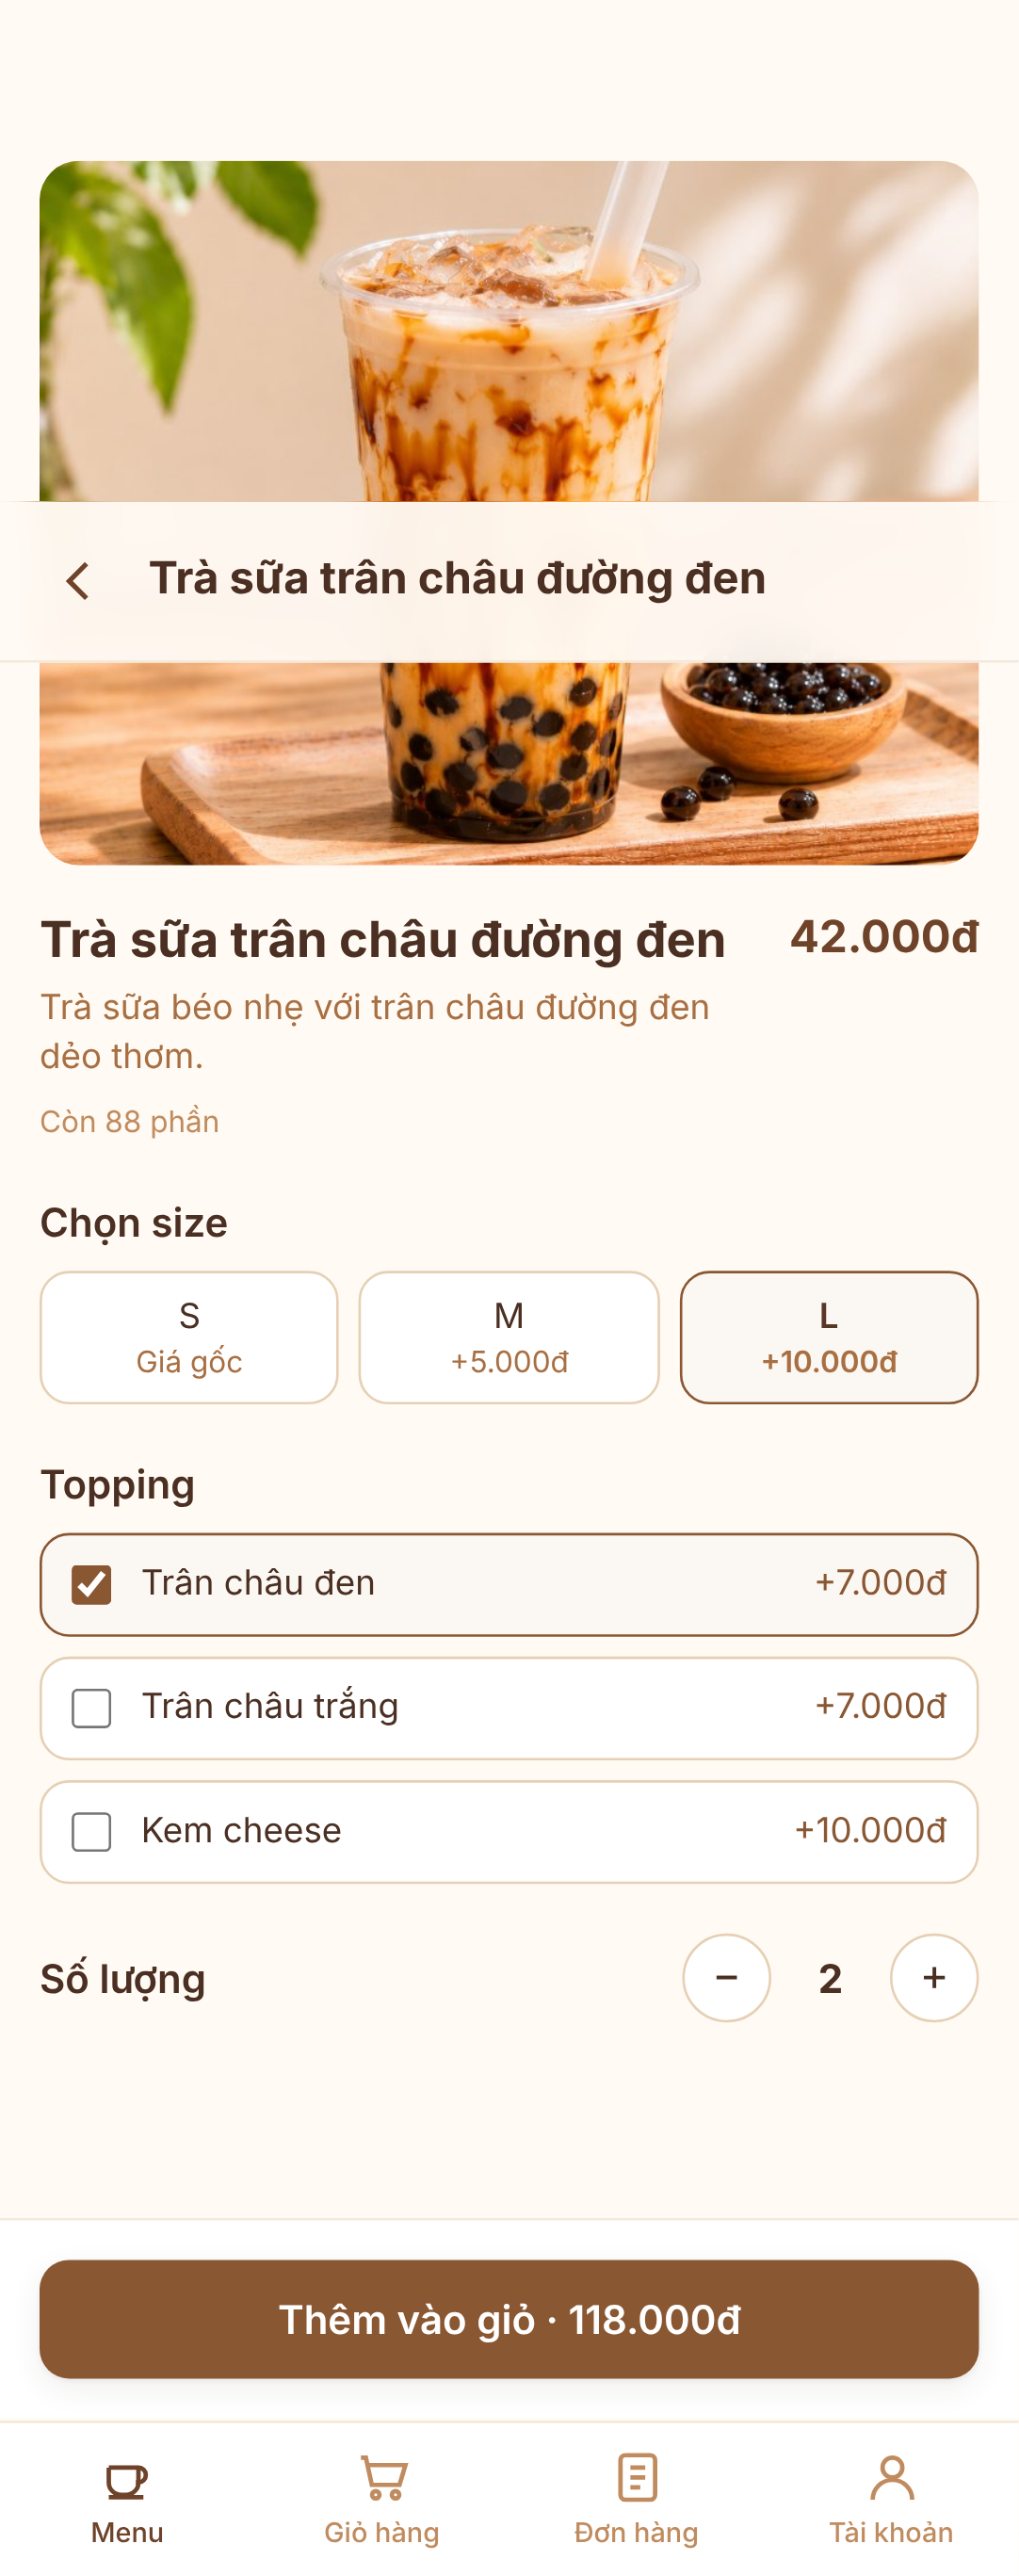 Trà sữa trân châu đường đen
Trà sữa trân châu đường đen
42.000đ
Trà sữa béo nhẹ với trân châu đường đen
dẻo thơm.
Còn 88 phần
Chọn size
S
Giá gốc
M
+5.000đ
L
+10.000đ
Topping
Trân châu đen
+7.000đ
Trân châu trắng
+7.000đ
Kem cheese
+10.000đ
Số lượng
−
2
+
Thêm vào giỏ · 118.000đ
Menu
Giỏ hàng
Đơn hàng
Tài khoản